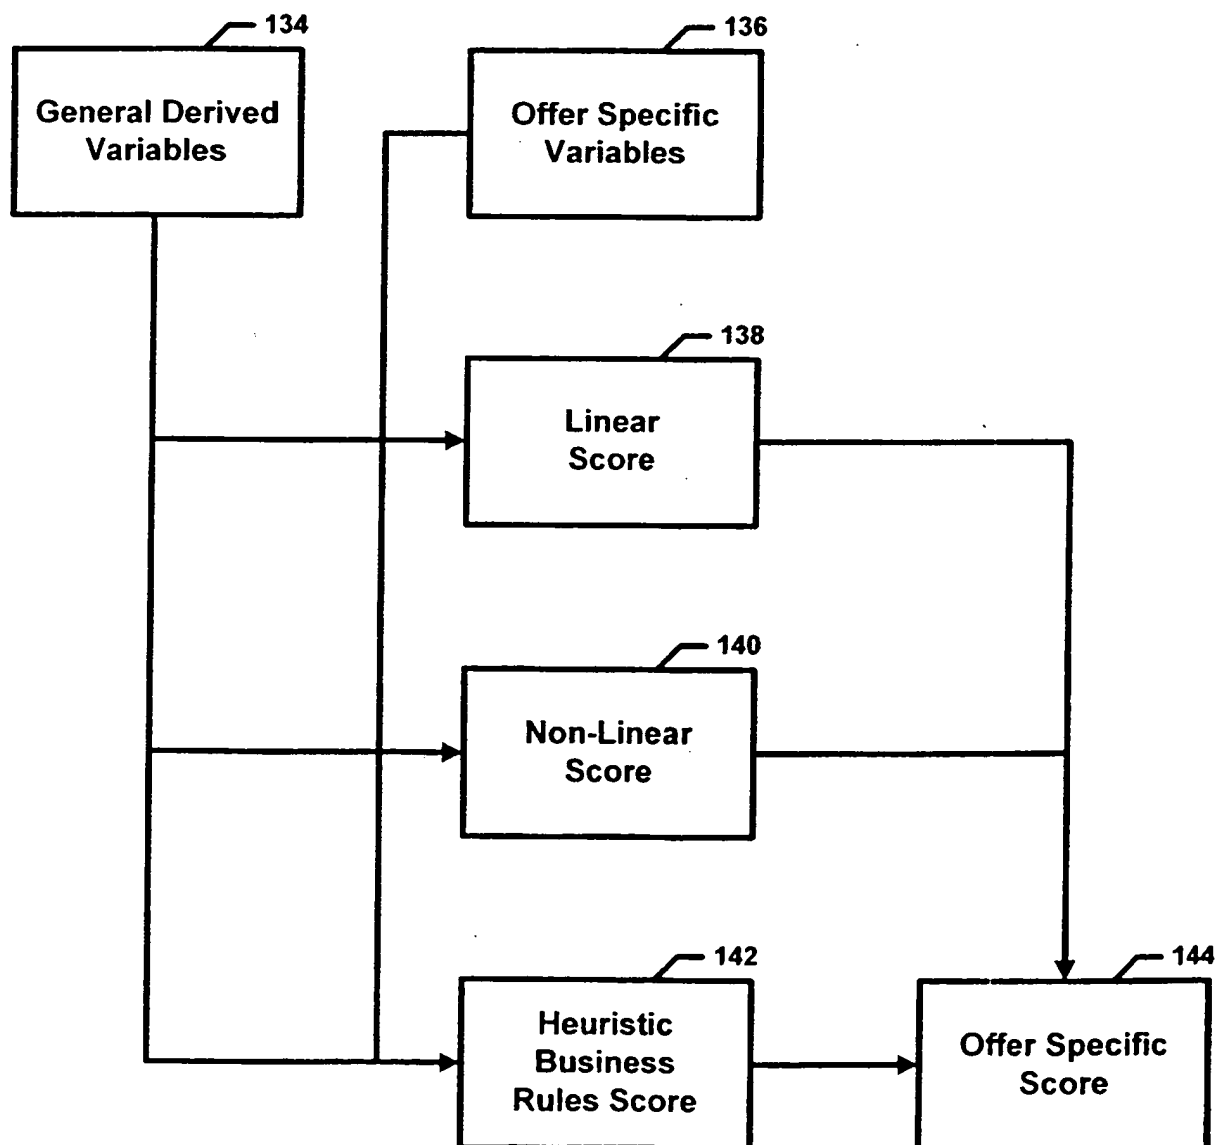 134
General Derived
Variables
136
Offer Specific
Variables
138
Linear
Score
140
Non-Linear
Score
142
Heuristic
Business
Rules Score
144
Offer Specific
Score